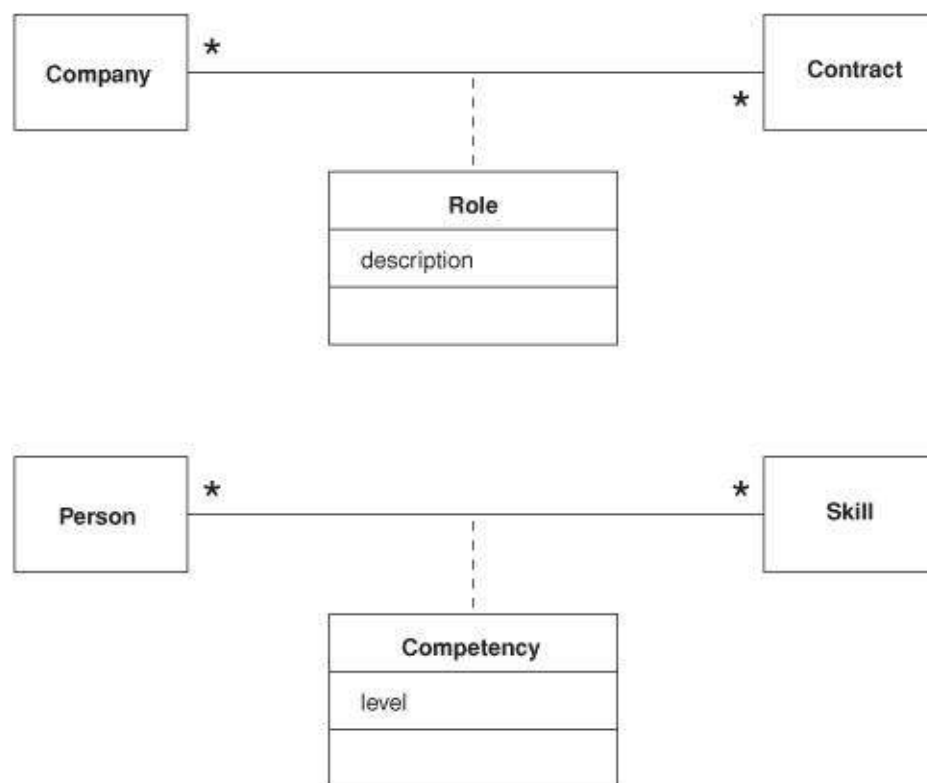 * 
Company
Contract
*
Role
description
* *
Person
Skill
Competency
level